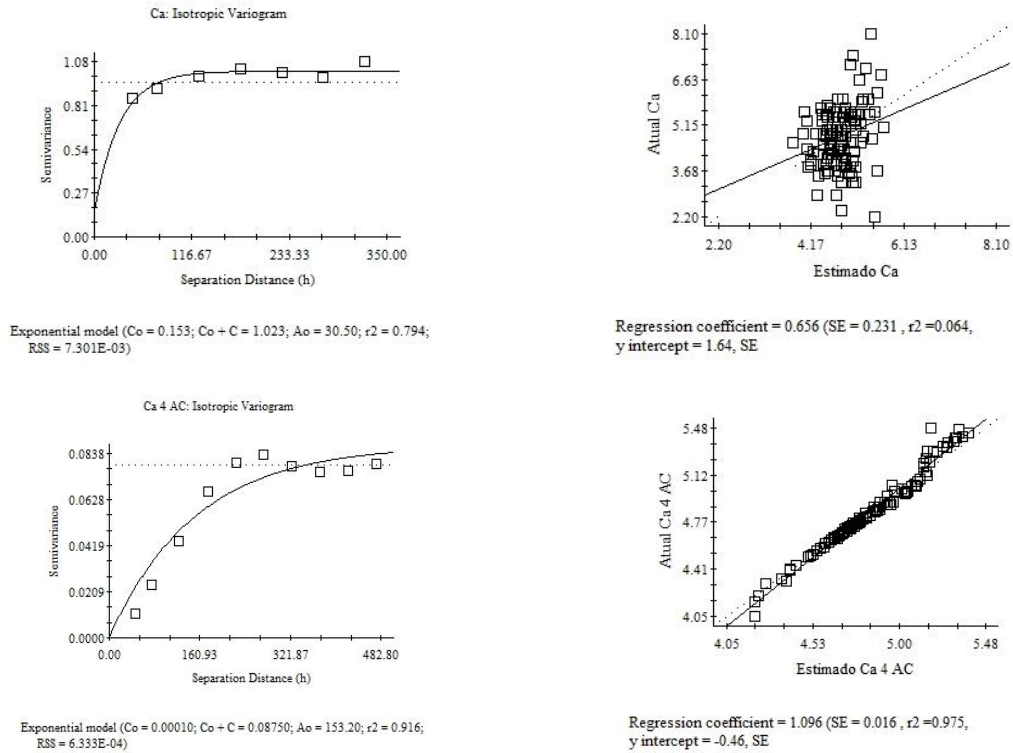 Ca: Isotropic Variogram
1.08
0.81
0.54
0.27
0.00
Semivariance
0.00 116.67 233.33 350.00
Separation Distance (h)
Exponential model (Co = 0.153; Co + C = 1.023; Ao = 30.50; r2 = 0.794;
RSS = 7.301E-03)
8.10
6.63
5.15
3.68
2.20
Atual Ca
2.20 4.17 6.13 8.10
Estimado Ca
Regression coefficient = 0.656 (SE = 0.231 , r2 =0.064,
y intercept = 1.64, SE
Ca 4 AC: Isotropic Variogram
0.0838
0.0628
0.0419
0.0209
0.0000
Semivariance
0.00 160.93 321.87 482.80
Separation Distance (h)
Exponential model (Co = 0.00010; Co + C = 0.08750; Ao = 153.20; r2 = 0.916;
RSS = 6.333E-04)
5.48
5.12
4.77
4.41
4.05
Atual Ca 4 AC
4.05 4.53 5.00 5.48
Estimado Ca 4 AC
Regression coefficient = 1.096 (SE = 0.016 , r2 =0.975,
y intercept = -0.46, SE